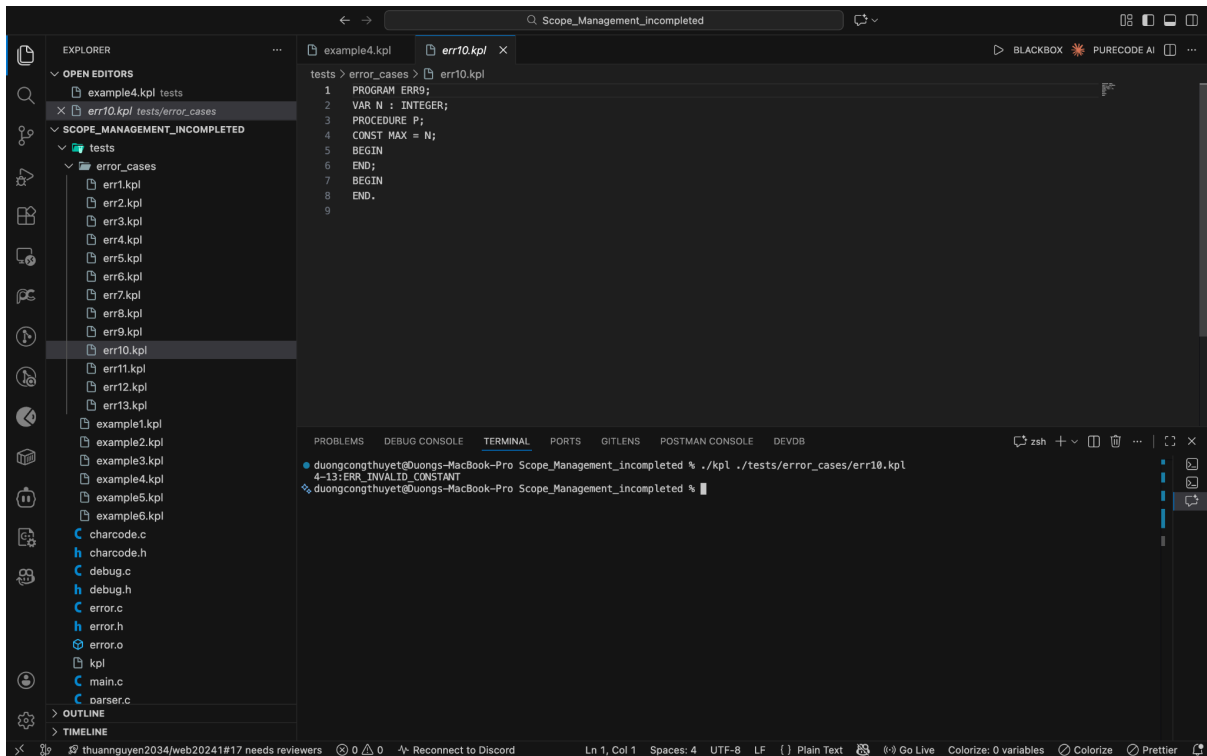 Scope_Management_incompleted
EXPLORER
OPEN EDITORS
example4.kpl tests
err10.kpl tests/error_cases
SCOPE_MANAGEMENT_INCOMPLETED
tests
error_cases
err1.kpl
err2.kpl
err3.kpl
err4.kpl
err5.kpl
err6.kpl
err7.kpl
err8.kpl
err9.kpl
err10.kpl
err11.kpl
err12.kpl
err13.kpl
example1.kpl
example2.kpl
example3.kpl
example4.kpl
example5.kpl
example6.kpl
C charcode.c
h charcode.h
C debug.c
h debug.h
C error.c
h error.h
error.o
kpl
C main.c
C parser.c
OUTLINE
TIMELINE
example4.kpl err10.kpl
BLACKBOX PURECODE AI
tests > error_cases > err10.kpl
1 PROGRAM ERR9;
2 VAR N : INTEGER;
3 PROCEDURE P;
4 CONST MAX = N;
5 BEGIN
6 END;
7 BEGIN
8 END.
9
PROBLEMS DEBUG CONSOLE TERMINAL PORTS GITLENS POSTMAN CONSOLE DEVDB
zsh
duongcongthuyet@Duongs-MacBook-Pro Scope_Management_incompleted % ./kpl ./tests/error_cases/err10.kpl
4-13:ERR_INVALID_CONSTANT
duongcongthuyet@Duongs-MacBook-Pro Scope_Management_incompleted %
thuannguyen2034/web20241#17 needs reviewers 0 0 Reconnect to Discord Ln 1, Col 1 Spaces: 4 UTF-8 LF { } Plain Text Go Live Colorize: 0 variables Colorize Prettier